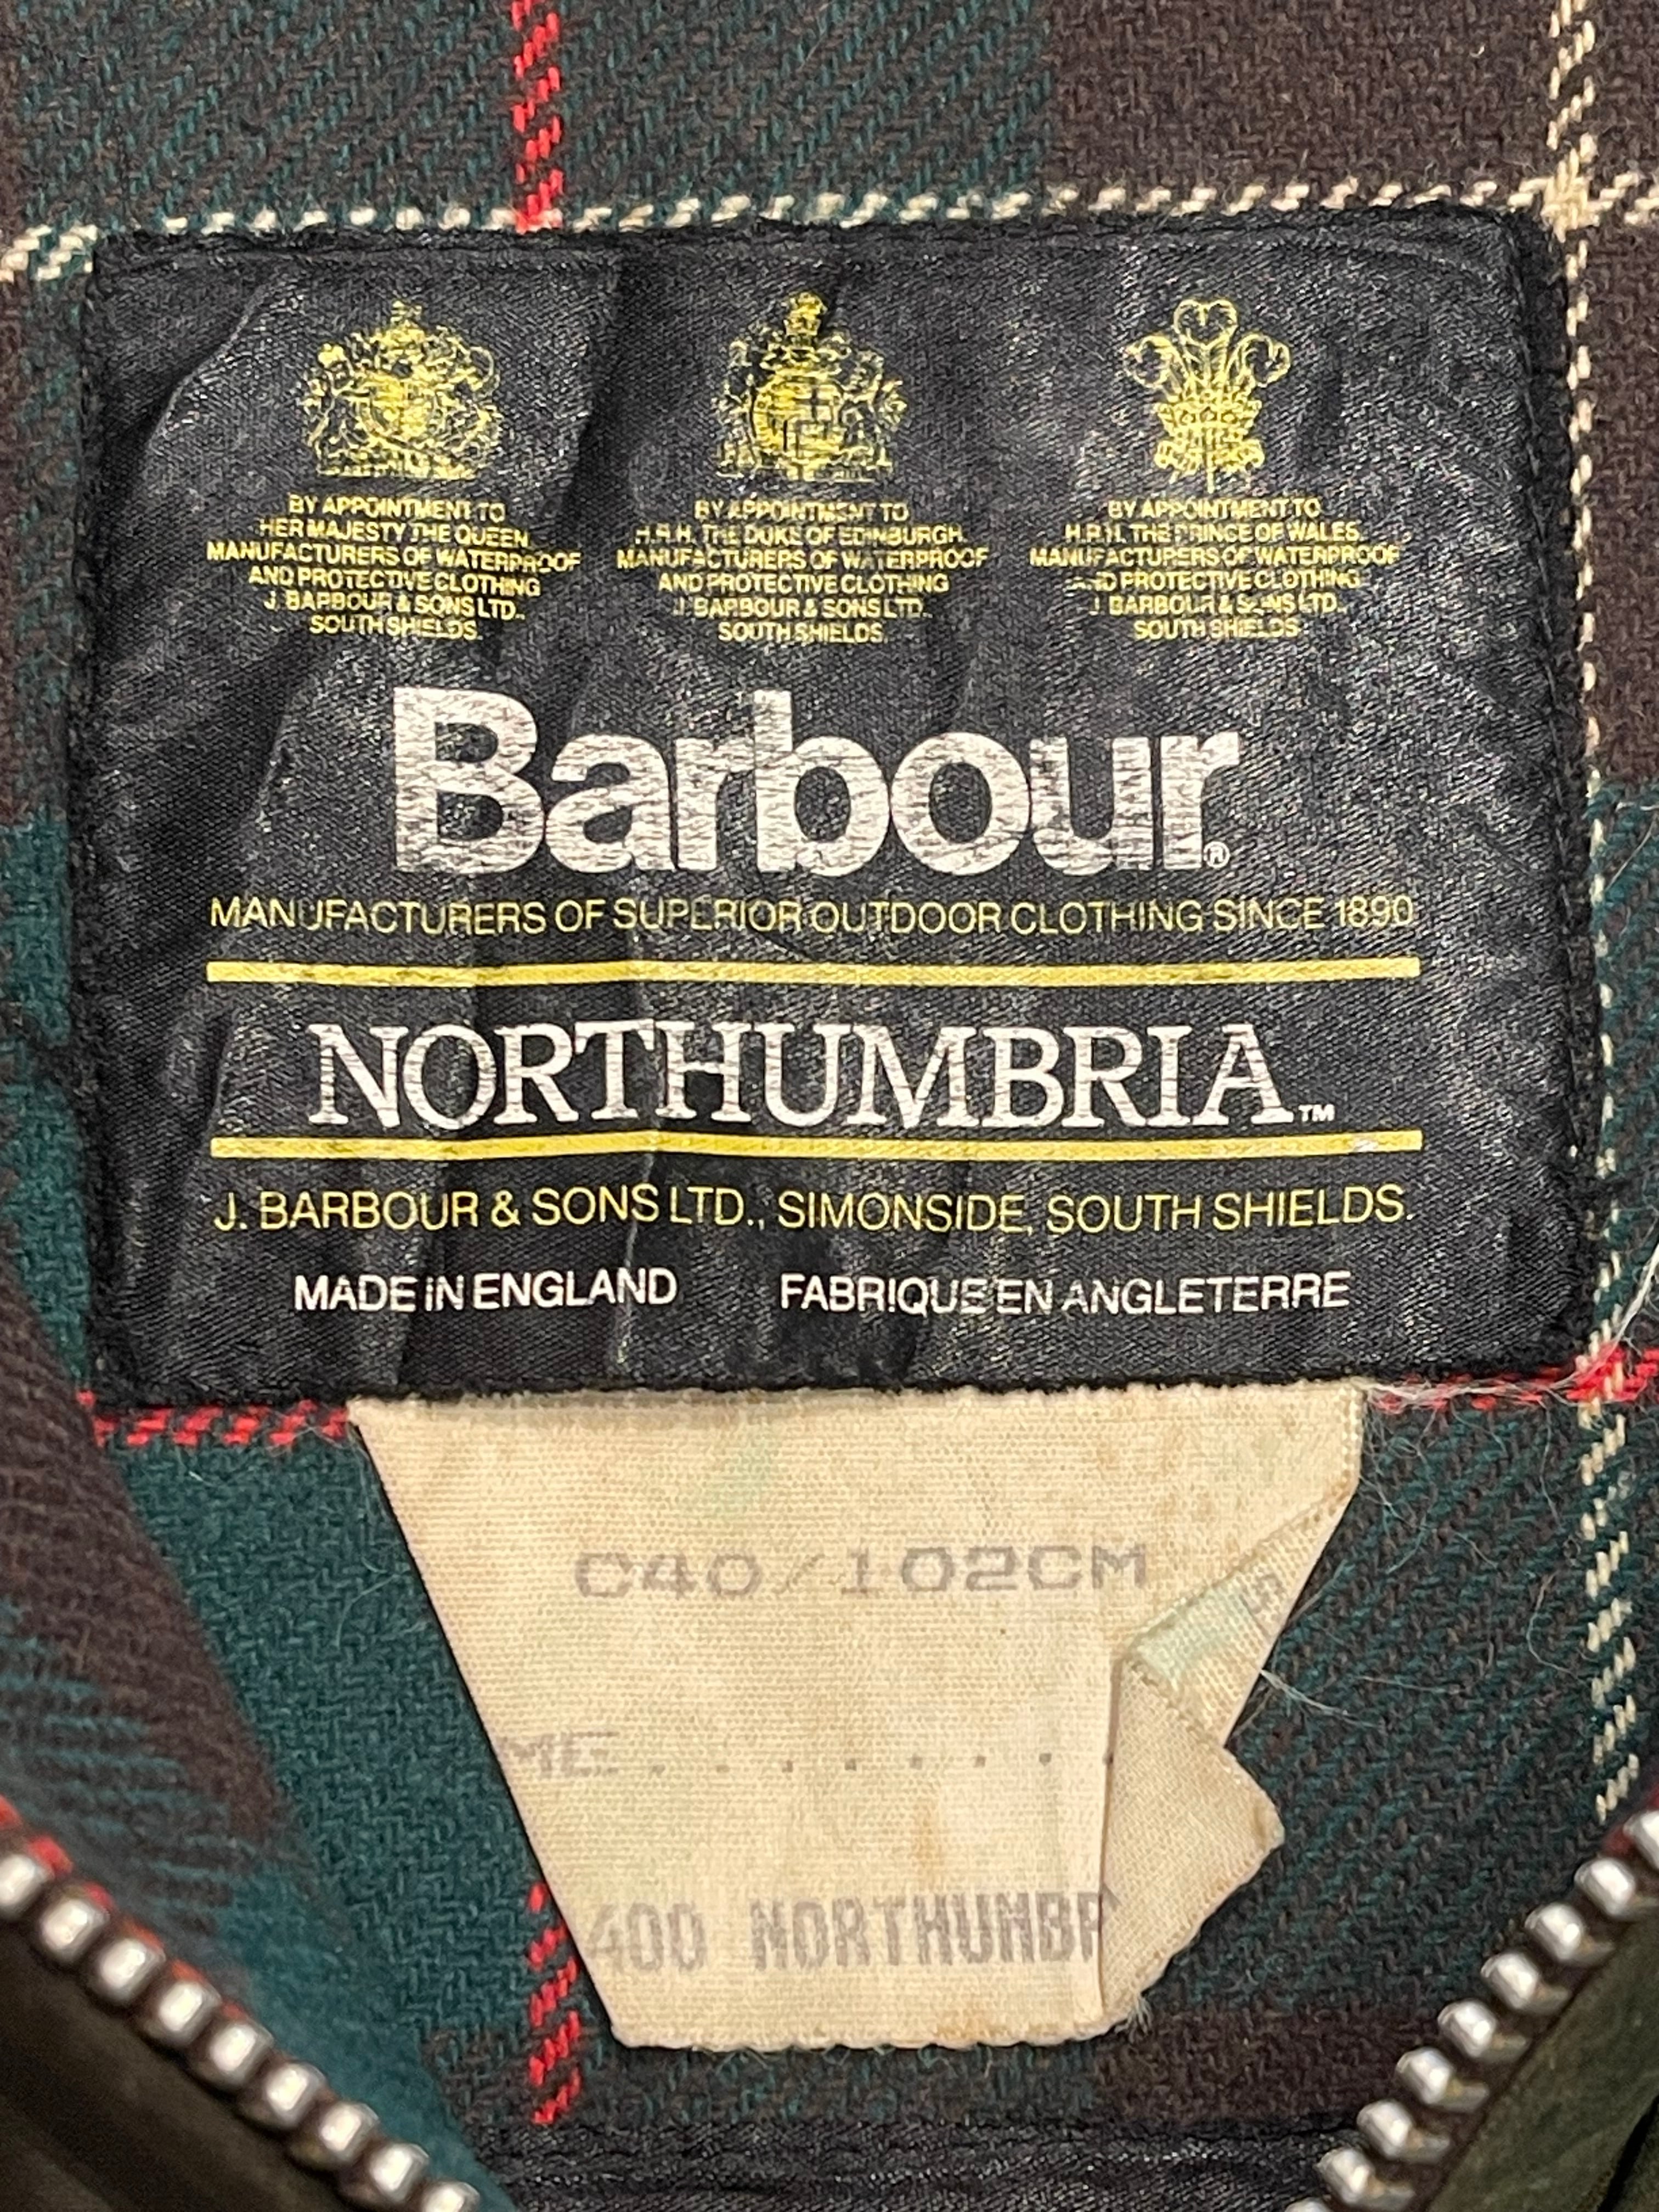 BY APPOINTMENT TO
HER MAJESTY THE QUEEN
MANUFACTURERS OF WATERPROOF
AND PROTECTIVE CLOTHING
J. BARBOUR & SONS LTD.,
SOUTH SHIELDS.
BY APPOINTMENT TO
H.R.H. THE DUKE OF EDINBURGH.
MANUFACTURERS OF WATERPROOF
AND PROTECTIVE CLOTHING
J. BARBOUR & SONS LTD.
SOUTH SHIELDS.
BY APPOINTMENT TO
H.R.H. THE PRINCE OF WALES.
MANUFACTURERS OF WATERPROOF
AND PROTECTIVE CLOTHING
J. BARBOUR & SONS LTD.
SOUTH SHIELDS.
Barbour®
MANUFACTURERS OF SUPERIOR OUTDOOR CLOTHING SINCE 1890
NORTHUMBRIA™
J. BARBOUR & SONS LTD., SIMONSIDE, SOUTH SHIELDS.
MADE IN ENGLAND FABRIQUE EN ANGLETERRE
C40/102CM
ME........
400 NORTHUMBR